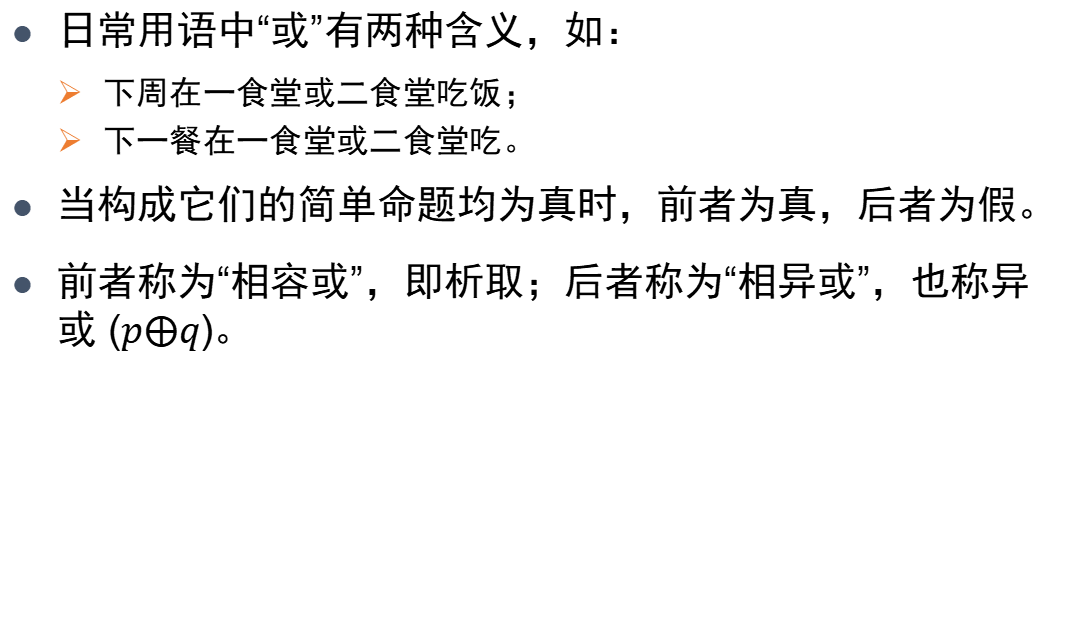 日常用语中“或”有两种含义，如：
下周在一食堂或二食堂吃饭；
下一餐在一食堂或二食堂吃。
当构成它们的简单命题均为真时，前者为真，后者为假。
前者称为“相容或”，即析取；后者称为“相异或”，也称异
或 (p⊕q)。